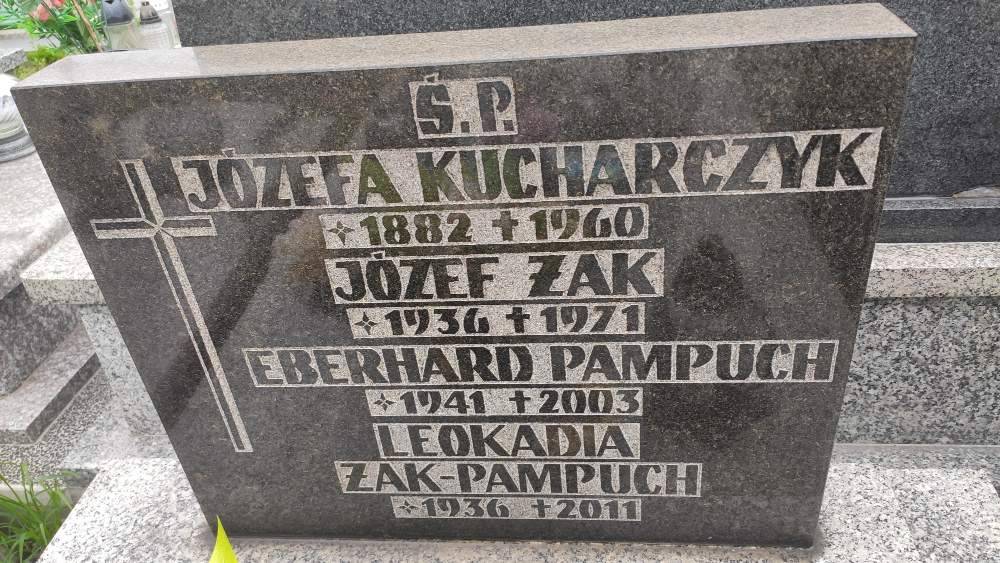 Ś.P.
JÓZEFA KUCHARCZYK
1882 ✝ 1960
JÓZEF ŻAK
1936 ✝ 1971
EBERHARD PAMPUCH
1941 ✝ 2003
LEOKADIA
ŻAK-PAMPUCH
1936 ✝ 2011